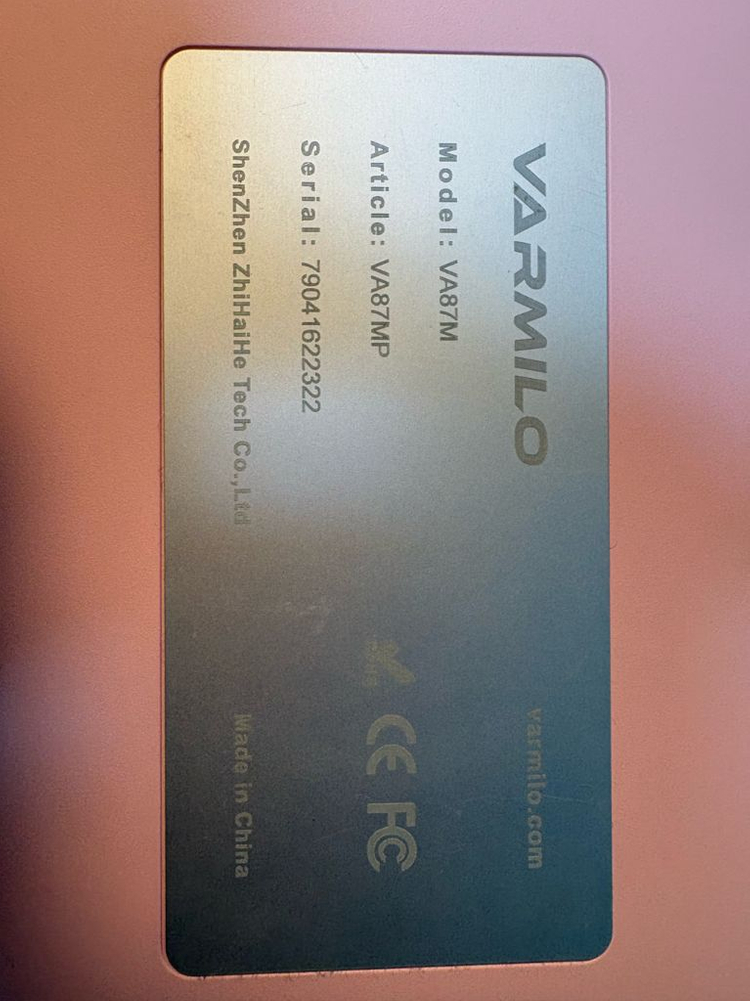 VARMILO
varmilo.com
Model: VA87M
Article: VA87MP
CE FC
Serial: 79041622322
ShenZhen ZhiHaiHe Tech Co.,Ltd
Made in China